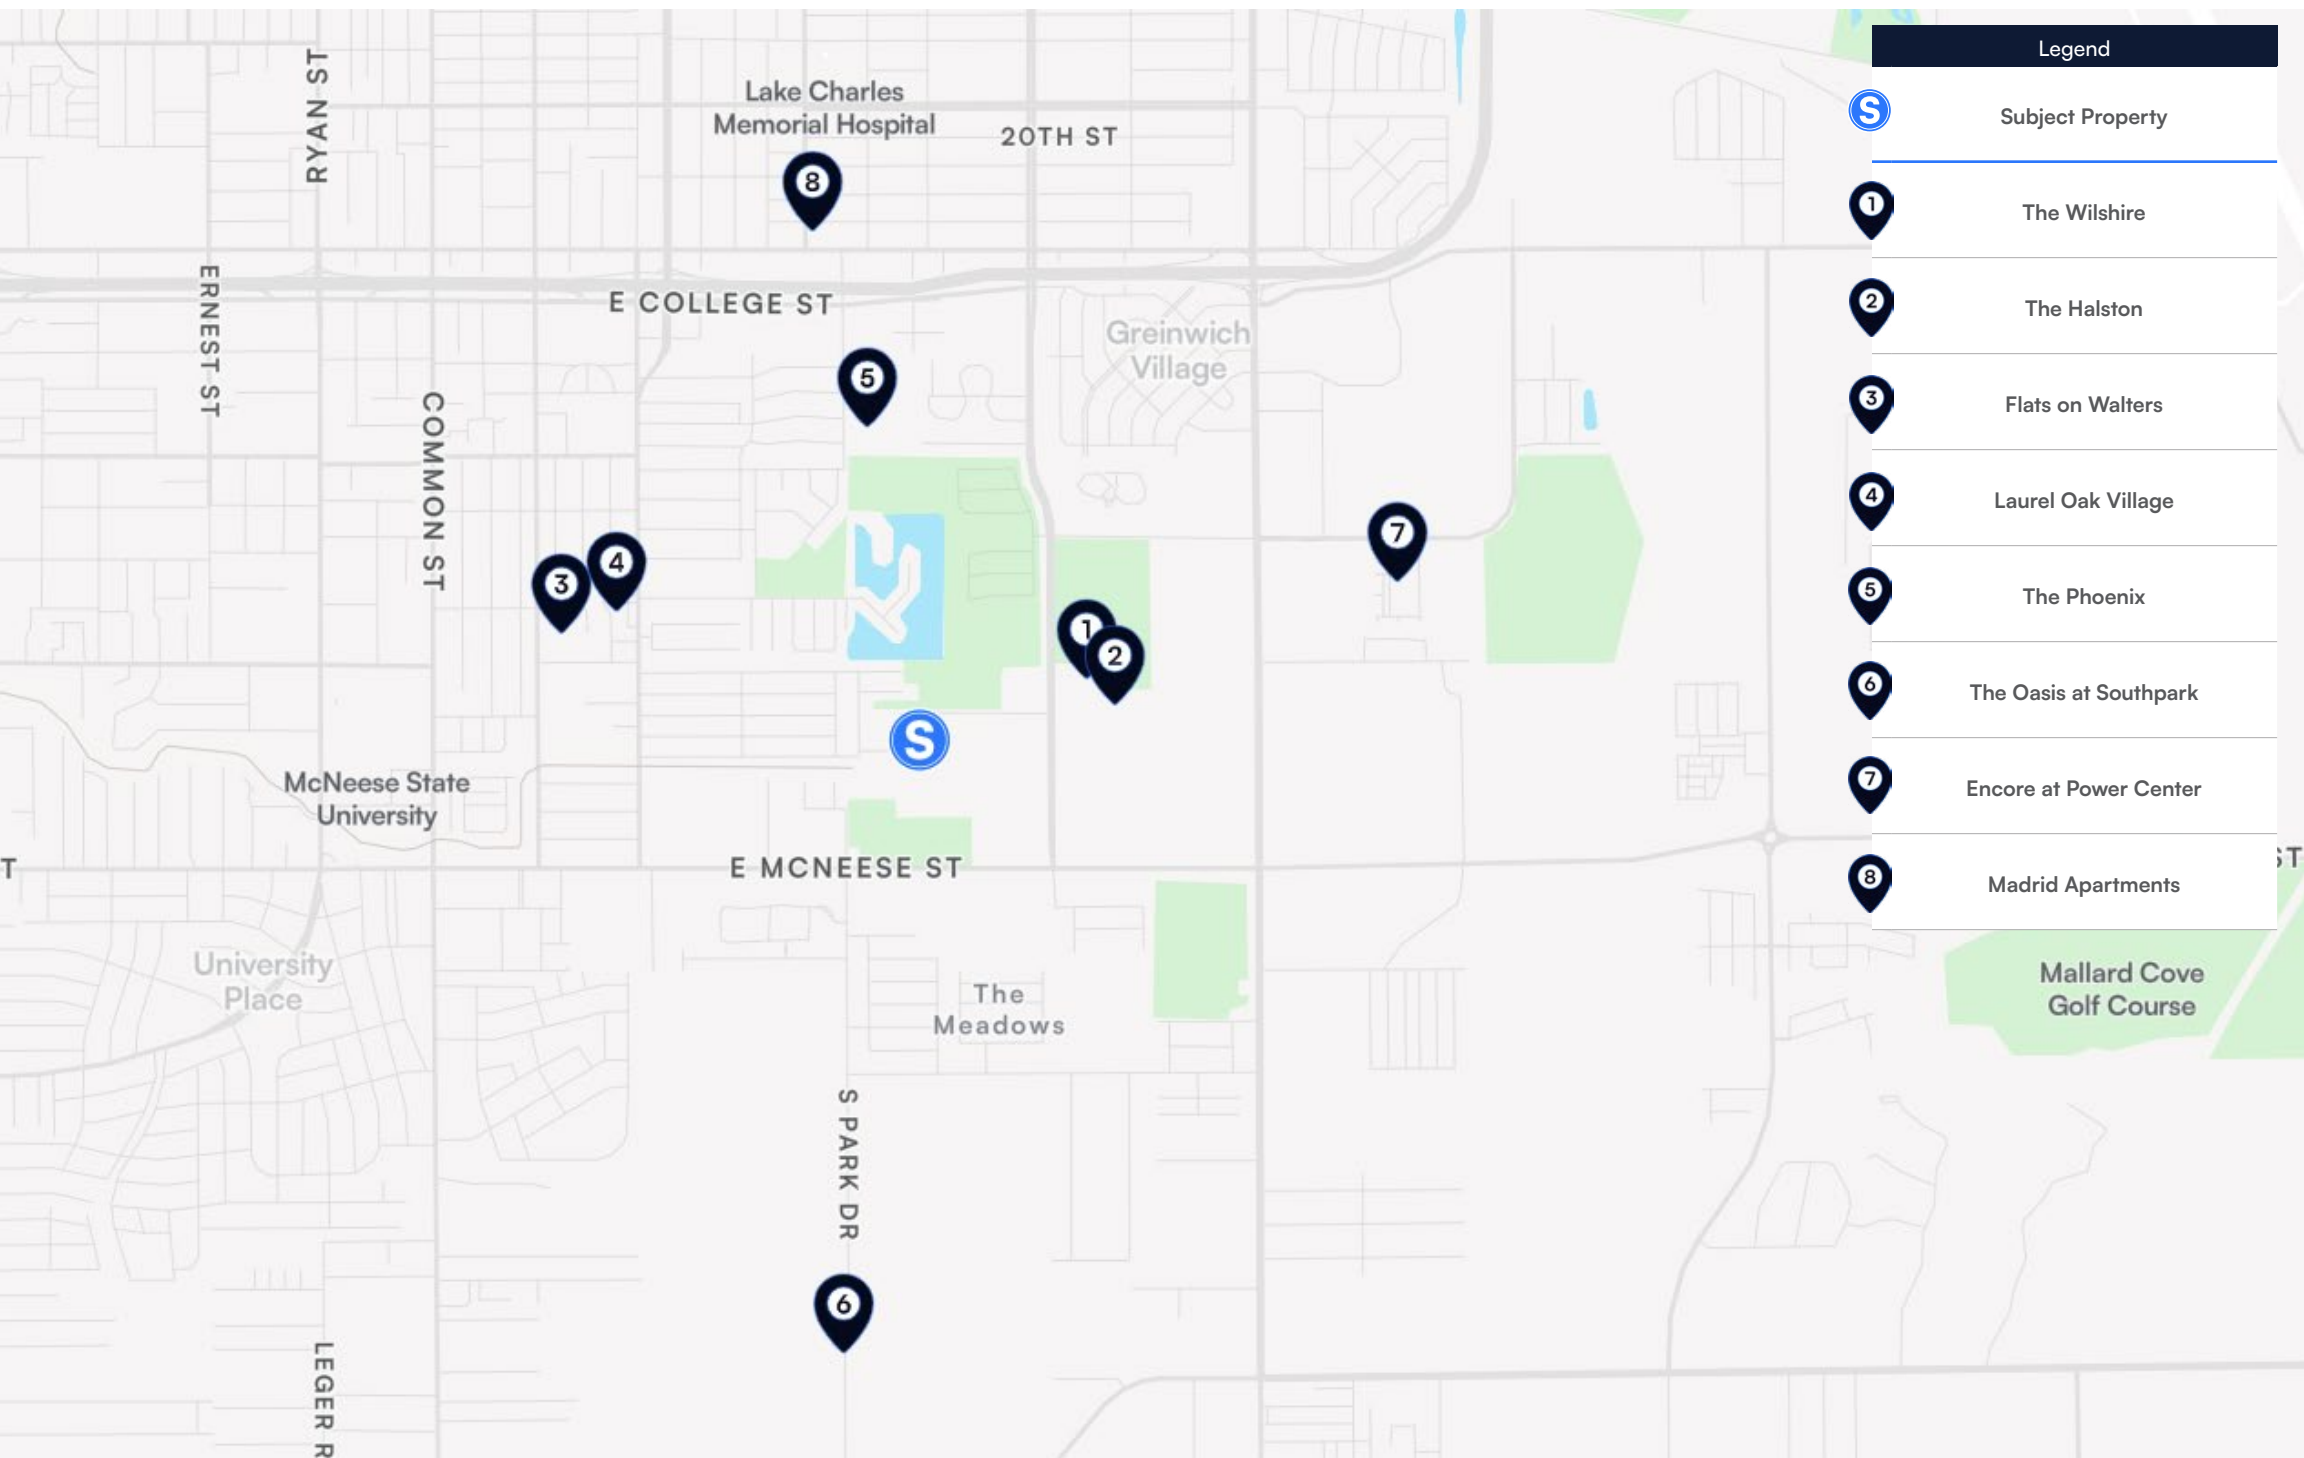 RYAN ST
Lake Charles
Memorial Hospital
20TH ST
8
ERNEST ST
E COLLEGE ST
Greinwich
Village
5
COMMON ST
7
4
3
1
2
S
McNeese State
University
T
E MCNEESE ST
ST
University
Place
The
Meadows
Mallard Cove
Golf Course
S PARK DR
6
LEGER R
Legend
S
Subject Property
1
The Wilshire
2
The Halston
3
Flats on Walters
4
Laurel Oak Village
5
The Phoenix
6
The Oasis at Southpark
7
Encore at Power Center
8
Madrid Apartments